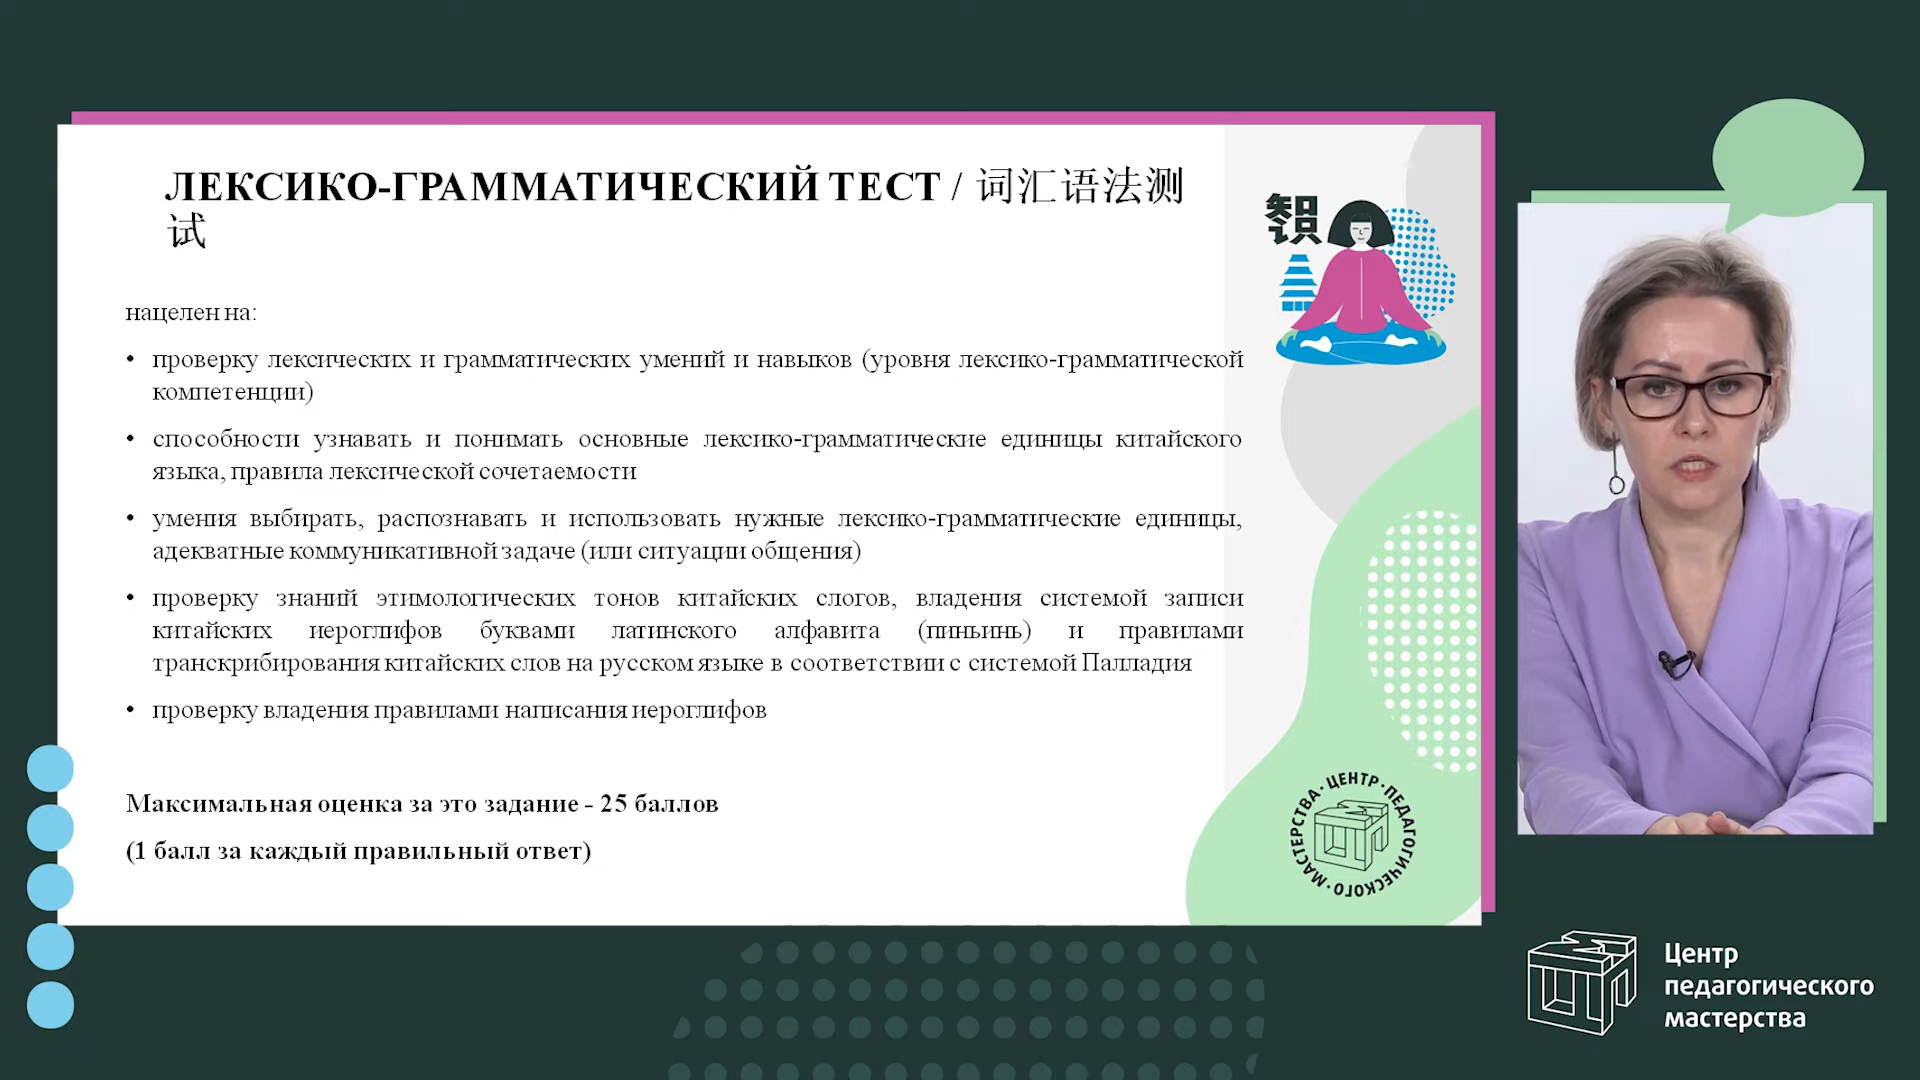 ЛЕКСИКО-ГРАММАТИЧЕСКИЙ ТЕСТ / 词汇语法测
试
нацелен на:
• проверку лексических и грамматических умений и навыков (уровня лексико-грамматической
компетенции)
• способности узнавать и понимать основные лексико-грамматические единицы китайского
языка, правила лексической сочетаемости
• умения выбирать, распознавать и использовать нужные лексико-грамматические единицы,
адекватные коммуникативной задаче (или ситуации общения)
• проверку знаний этимологических тонов китайских слогов, владения системой записи
китайских иероглифов буквами латинского алфавита (пиньинь) и правилами
транскрибирования китайских слов на русском языке в соответствии с системой Палладия
• проверку владения правилами написания иероглифов
Максимальная оценка за это задание - 25 баллов
(1 балл за каждый правильный ответ)
ЦЕНТР · ПЕДАГОГИЧЕСКОГО · МАСТЕРСТВА ·
Центр
педагогического
мастерства